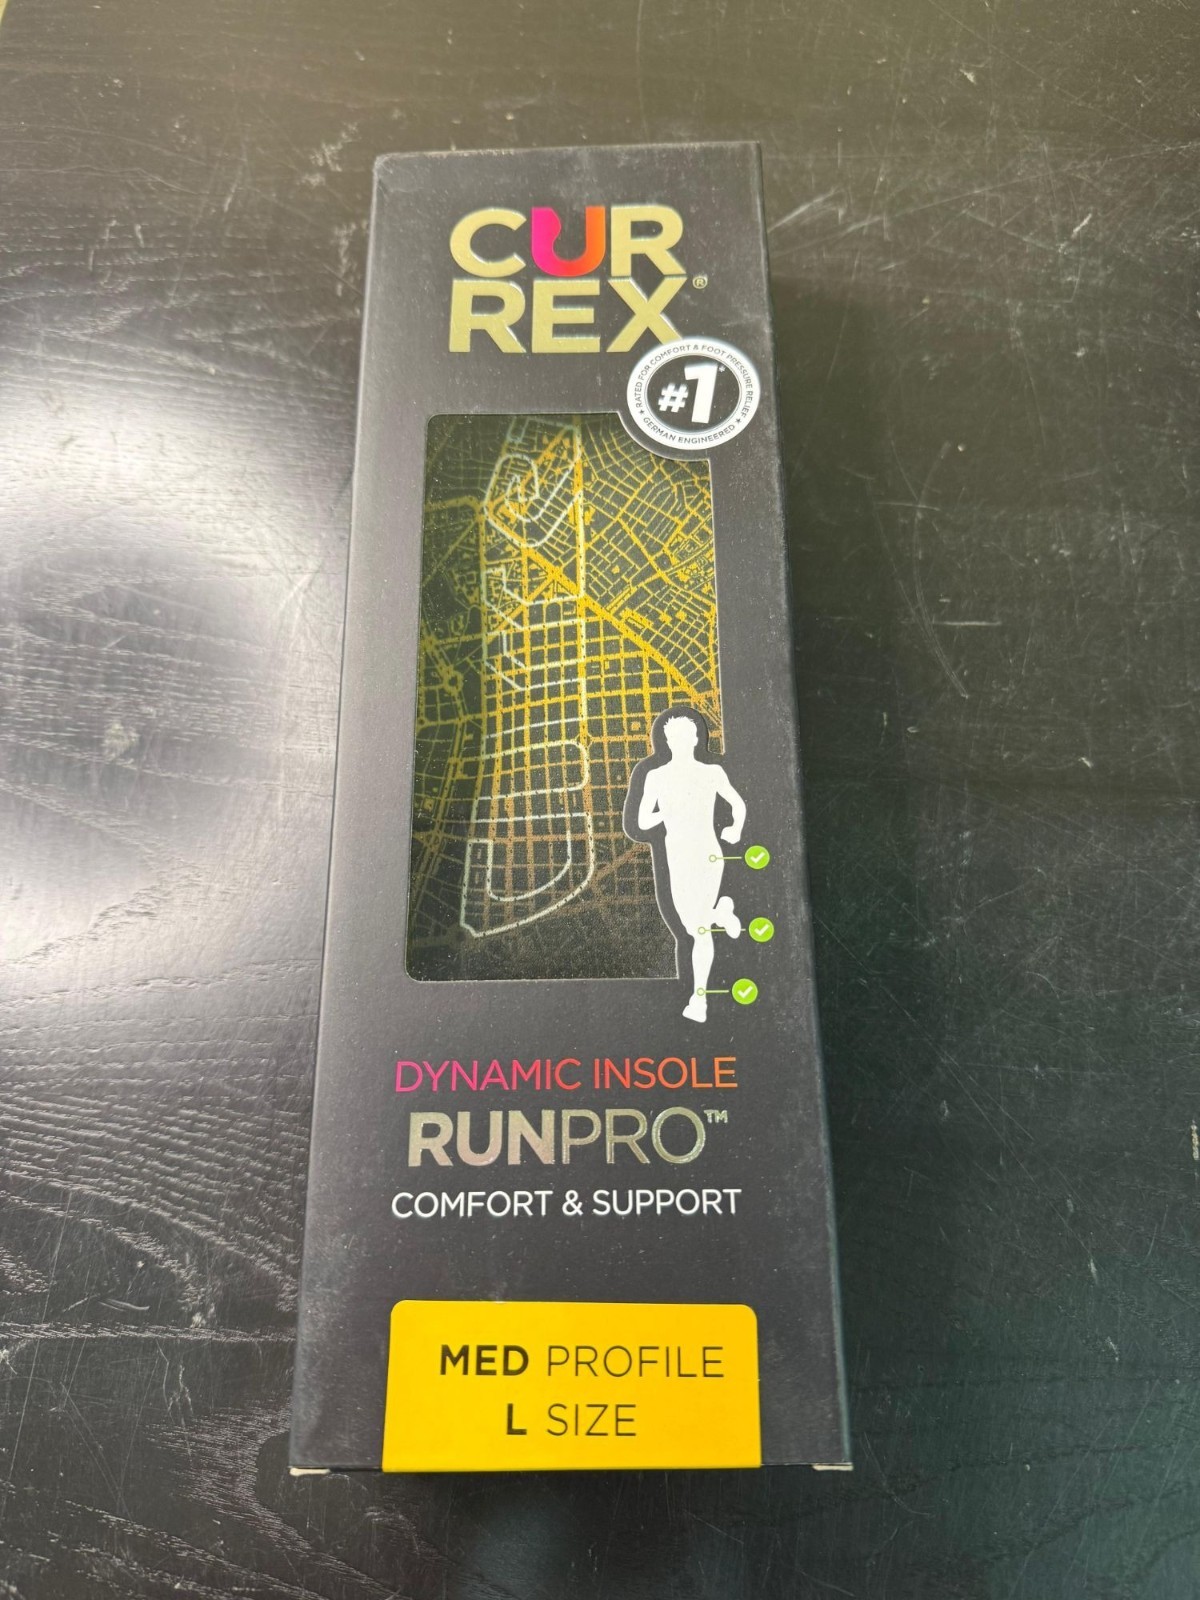 CUR
REX®
RATED FOR COMFORT & FOOT PRESSURE RELIEF
#1*
★ GERMAN ENGINEERED ★
DYNAMIC INSOLE
RUNPRO™
COMFORT & SUPPORT
MED PROFILE
L SIZE